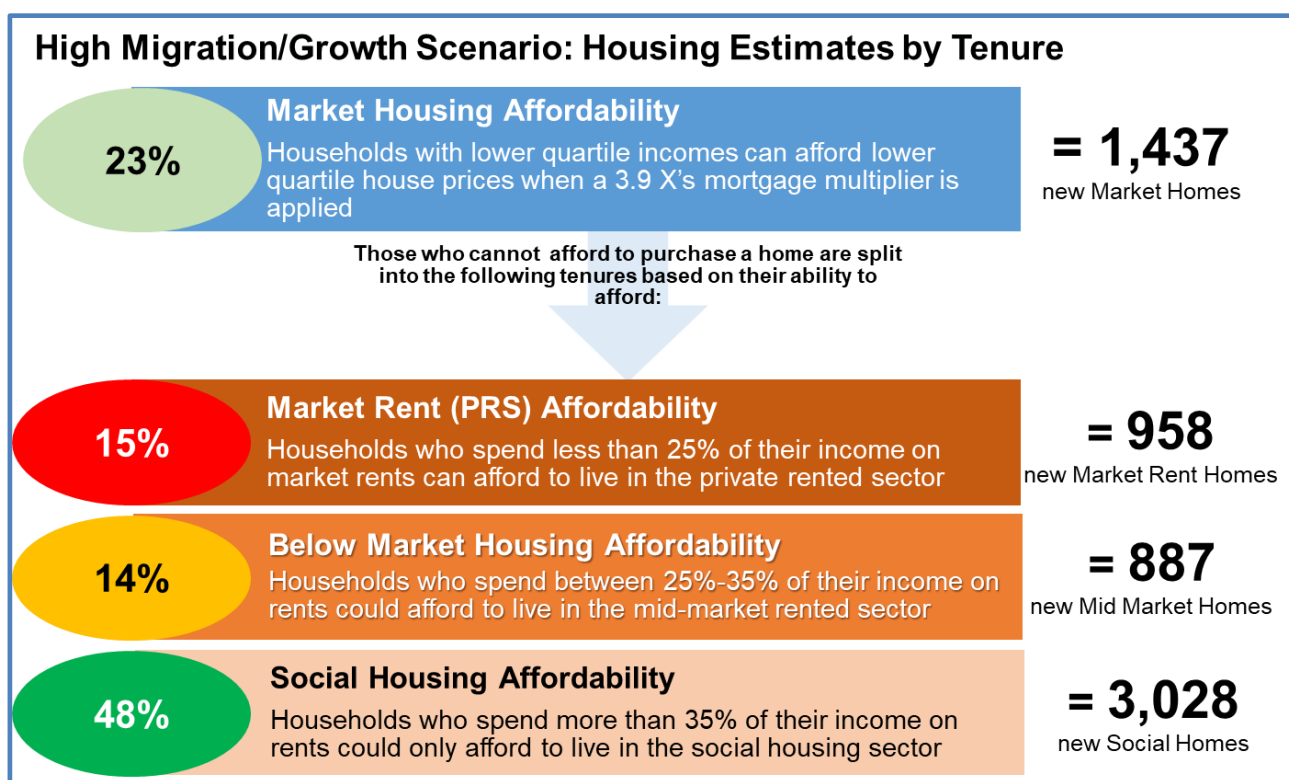 High Migration/Growth Scenario: Housing Estimates by Tenure
23%
Market Housing Affordability
Households with lower quartile incomes can afford lower
quartile house prices when a 3.9 X's mortgage multiplier is
applied
= 1,437
new Market Homes
Those who cannot afford to purchase a home are split
into the following tenures based on their ability to
afford:
15%
Market Rent (PRS) Affordability
Households who spend less than 25% of their income on
market rents can afford to live in the private rented sector
= 958
new Market Rent Homes
14%
Below Market Housing Affordability
Households who spend between 25%-35% of their income on
rents could afford to live in the mid-market rented sector
= 887
new Mid Market Homes
48%
Social Housing Affordability
Households who spend more than 35% of their income on
rents could only afford to live in the social housing sector
= 3,028
new Social Homes